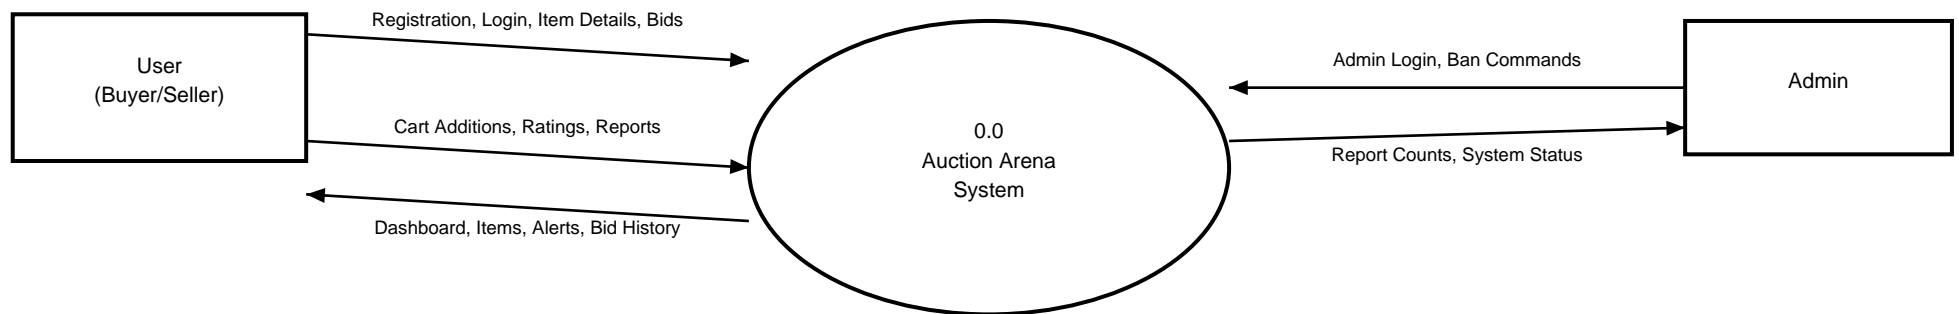 Registration, Login, Item Details, Bids
User
(Buyer/Seller)
Admin Login, Ban Commands
Admin
Cart Additions, Ratings, Reports
0.0
Auction Arena
System
Report Counts, System Status
Dashboard, Items, Alerts, Bid History